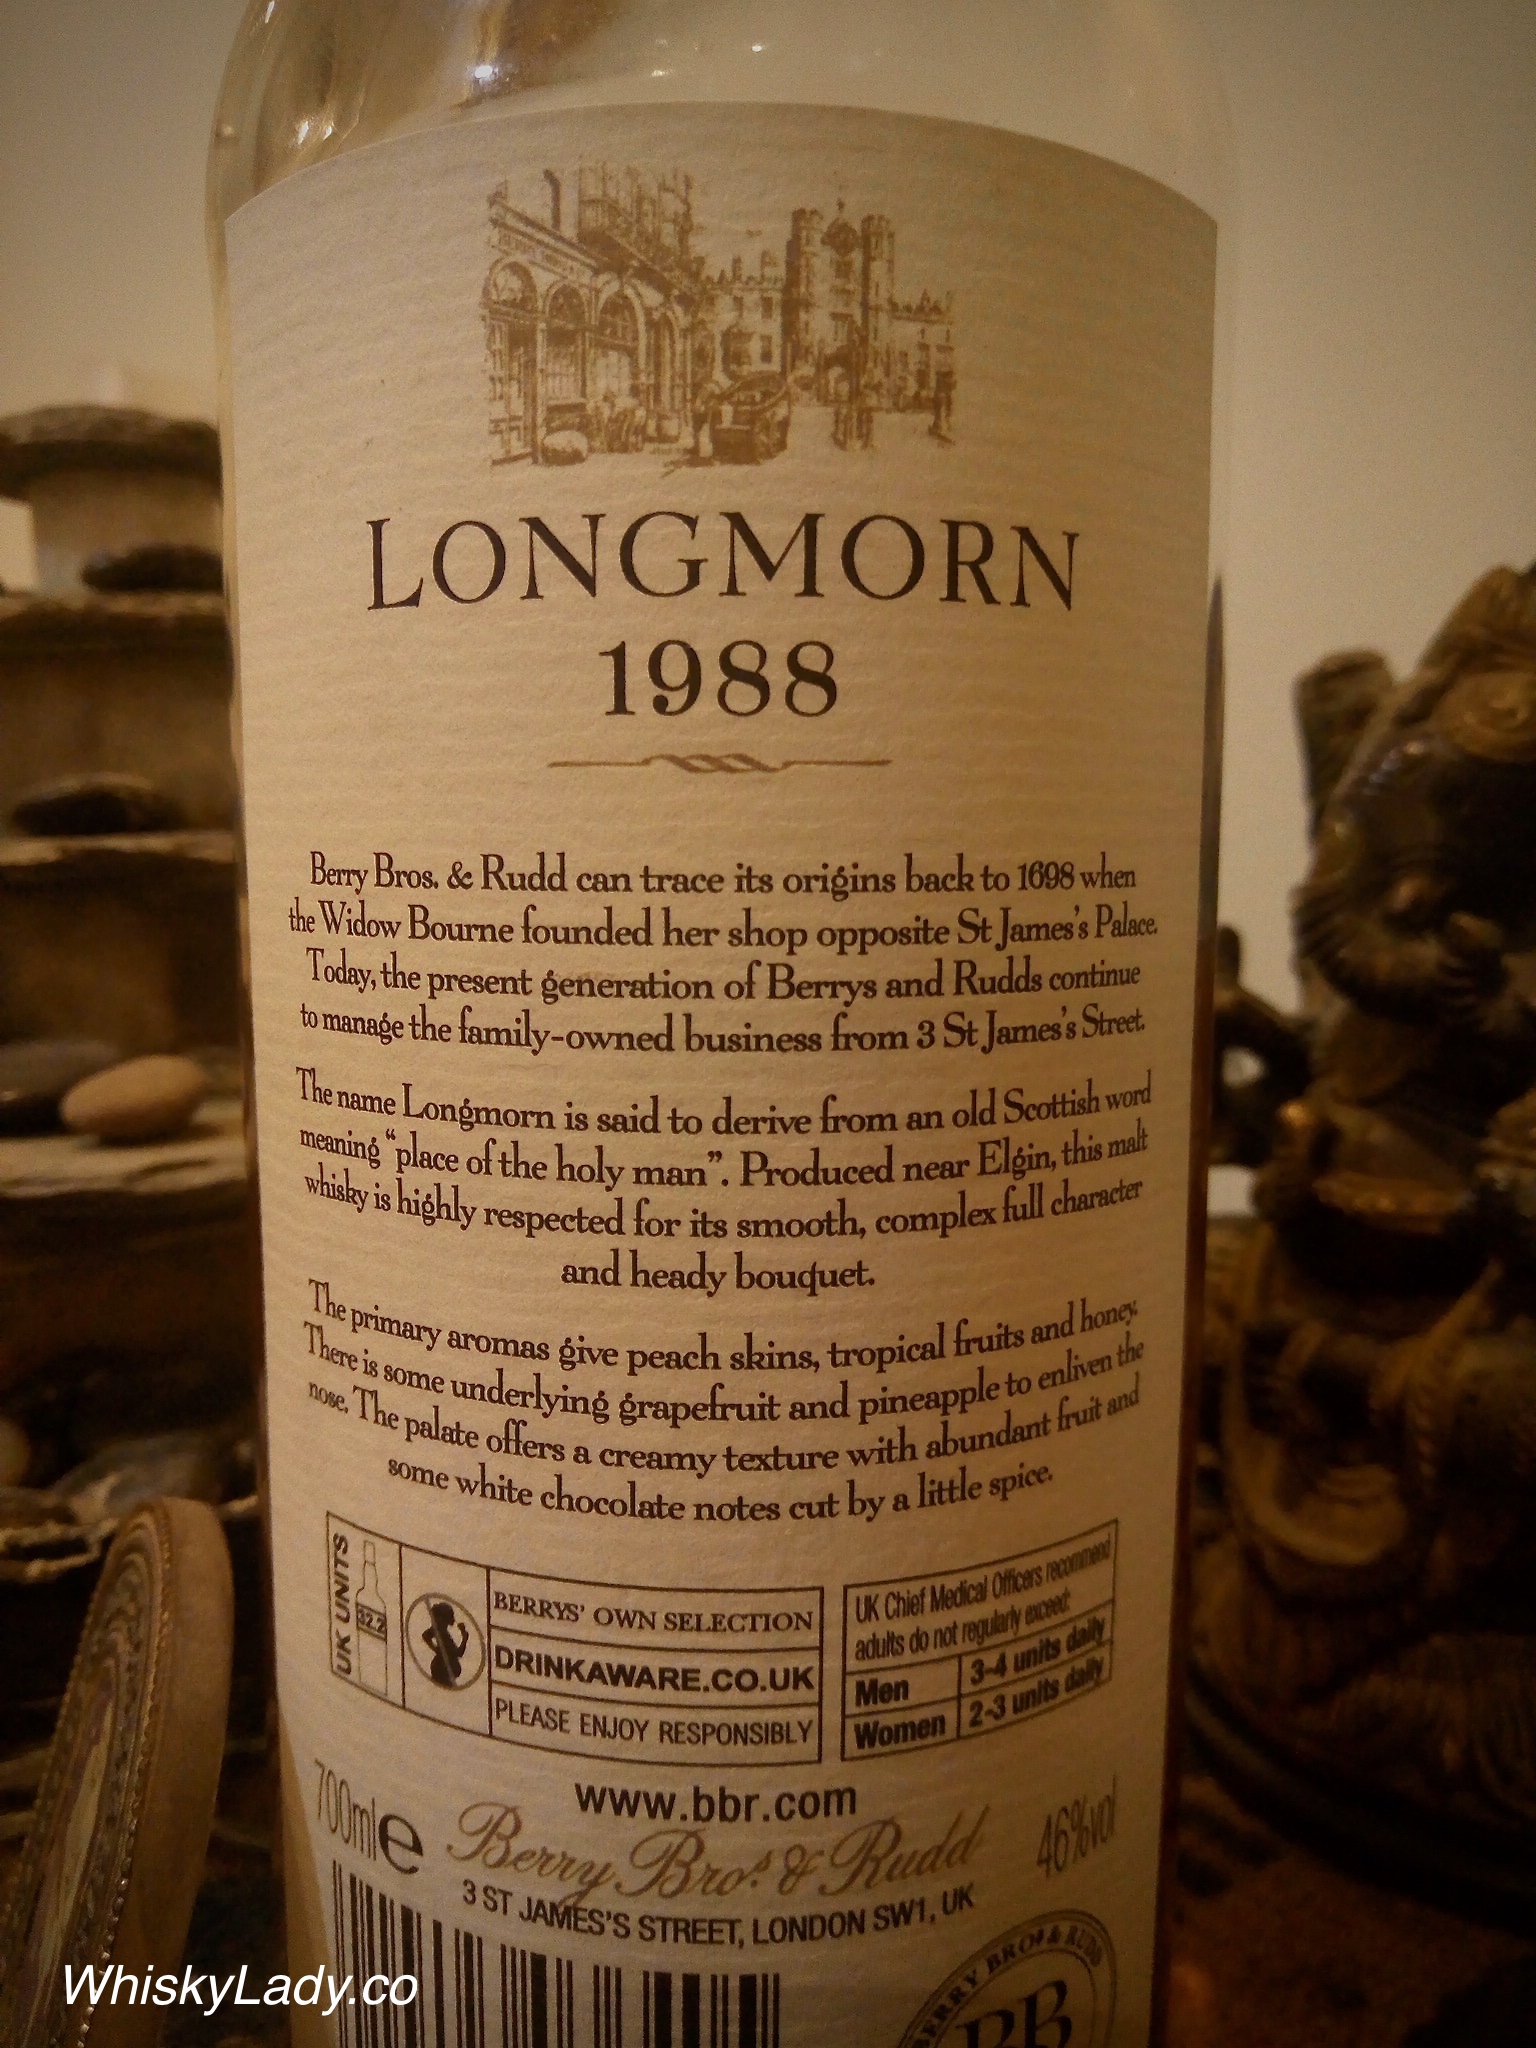 LONGMORN
1988
Berry Bros. & Rudd can trace its origins back to 1698 when
the Widow Bourne founded her shop opposite St James's Palace.
Today, the present generation of Berrys and Rudds continue
to manage the family-owned business from 3 St James's Street.
The name Longmorn is said to derive from an old Scottish word
meaning "place of the holy man". Produced near Elgin, this malt
whisky is highly respected for its smooth, complex full character
and heady bouquet.
The primary aromas give peach skins, tropical fruits and honey.
There is some underlying grapefruit and pineapple to enliven the
nose. The palate offers a creamy texture with abundant fruit and
some white chocolate notes cut by a little spice.
UK UNITS
32.2
BERRYS' OWN SELECTION
DRINKAWARE.CO.UK
PLEASE ENJOY RESPONSIBLY
UK Chief Medical Officers recommend
adults do not regularly exceed:
Men 3-4 units daily
Women 2-3 units daily
www.bbr.com
700ml e
Berry Bros. & Rudd
46%vol
3 ST JAMES'S STREET, LONDON SW1, UK
BERRY BROS & RUDD
BB
WhiskyLady.co